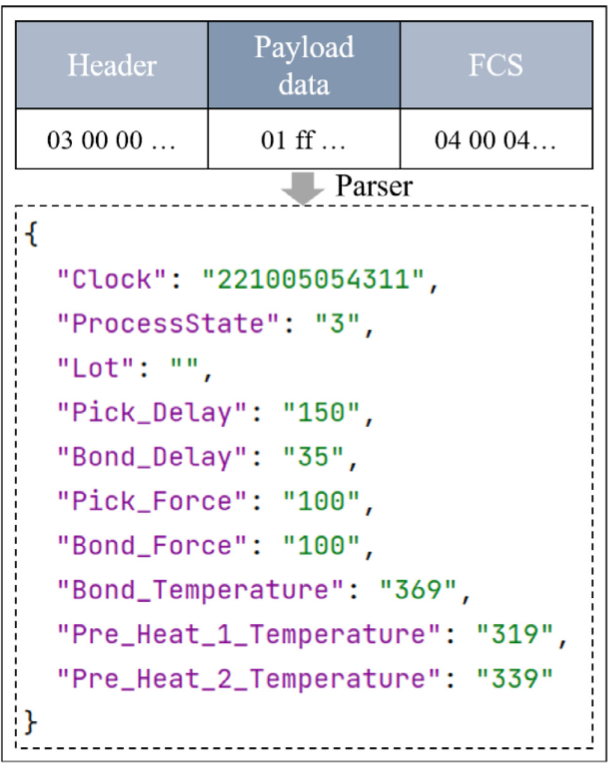 Header
Payload
data
FCS
03 00 00 …
01 ff …
04 00 04…
Parser
{
"Clock": "221005054311",
"ProcessState": "3",
"Lot": "",
"Pick_Delay": "150",
"Bond_Delay": "35",
"Pick_Force": "100",
"Bond_Force": "100",
"Bond_Temperature": "369",
"Pre_Heat_1_Temperature": "319",
"Pre_Heat_2_Temperature": "339"
}